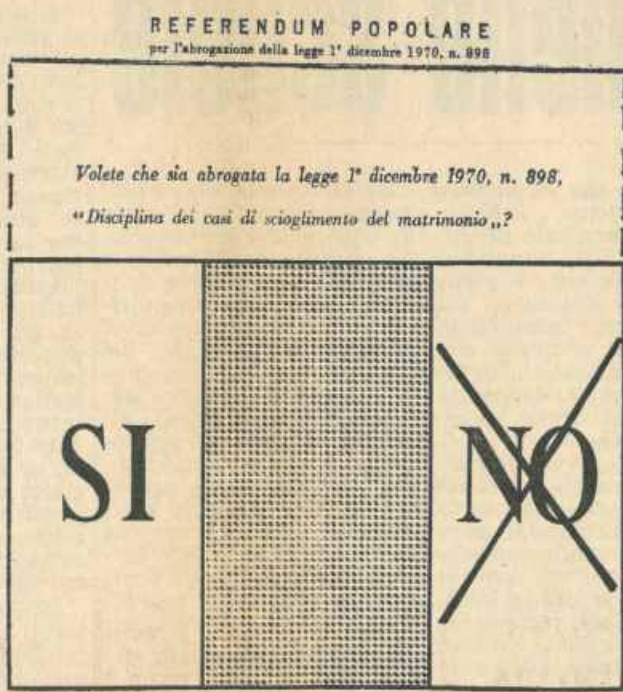 REFERENDUM POPOLARE
per l'abrogazione della legge 1° dicembre 1970, n. 898
Volete che sia abrogata la legge 1° dicembre 1970, n. 898,
“Disciplina dei casi di scioglimento del matrimonio„?
SI
NO